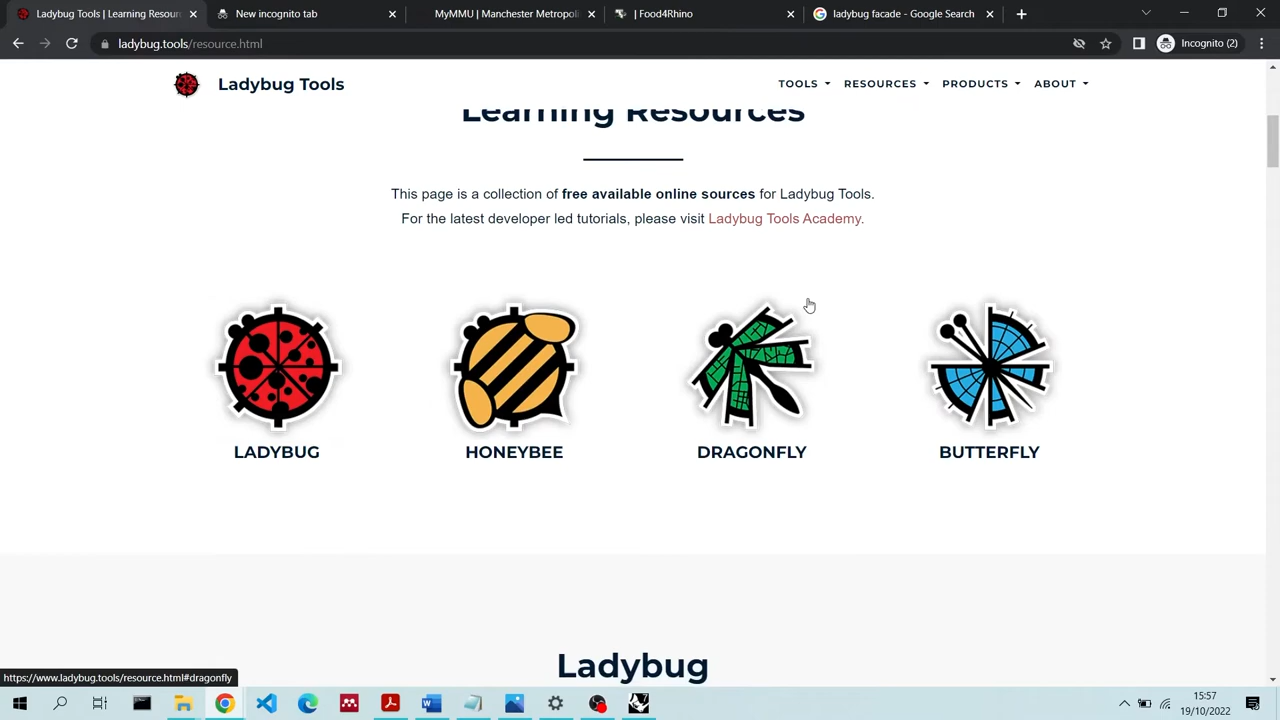 Ladybug Tools | Learning Resour
New incognito tab
MyMMU | Manchester Metropoli
Food4Rhino
ladybug facade - Google Search
ladybug.tools/resource.html
Incognito (2)
Ladybug Tools
TOOLS
RESOURCES
PRODUCTS
ABOUT
Learning Resources
This page is a collection of free available online sources for Ladybug Tools.
For the latest developer led tutorials, please visit Ladybug Tools Academy.
LADYBUG
HONEYBEE
DRAGONFLY
BUTTERFLY
Ladybug
https://www.ladybug.tools/resource.html#dragonfly
15:57
19/10/2022